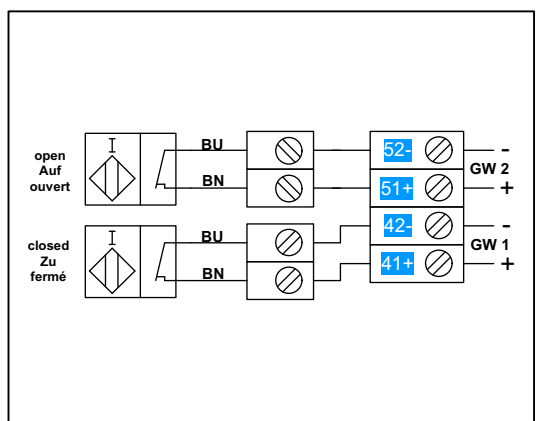 open
Auf
ouvert
I
BU
BN
52-
51+
-
GW 2
+
closed
Zu
fermé
I
BU
BN
42-
41+
-
GW 1
+